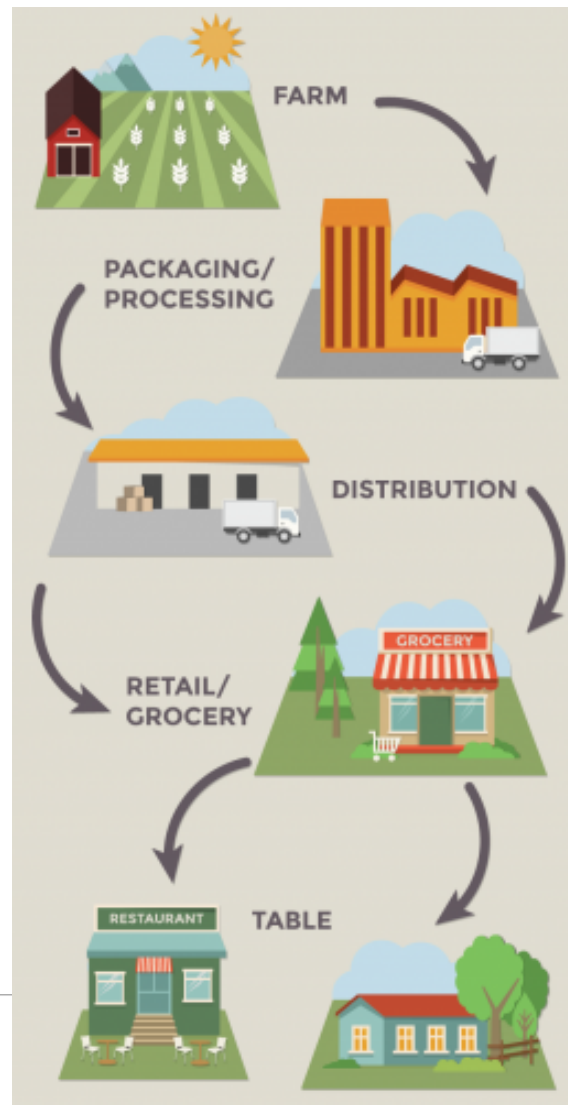 FARM
PACKAGING/
PROCESSING
DISTRIBUTION
GROCERY
RETAIL/
GROCERY
RESTAURANT
TABLE